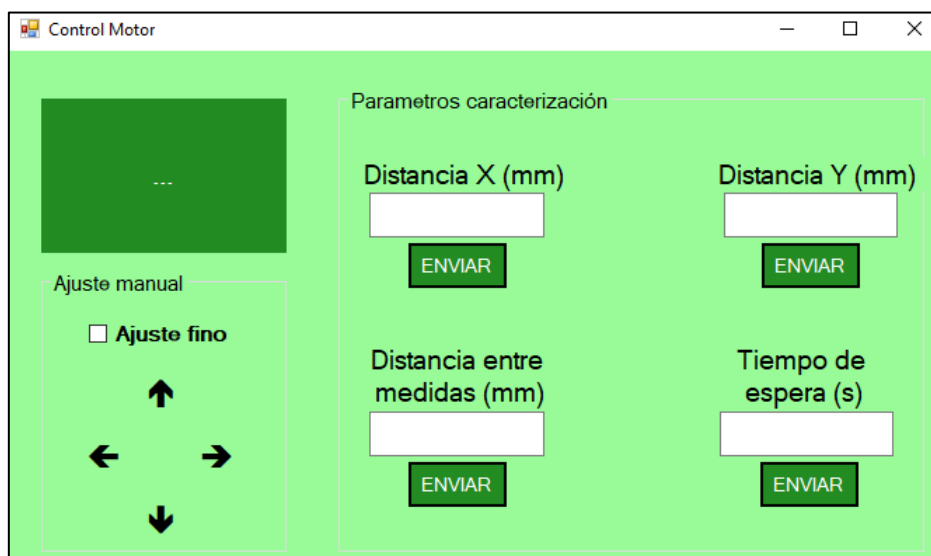 Control Motor
---
Parametros caracterización
Distancia X (mm)
Distancia Y (mm)
ENVIAR
ENVIAR
Ajuste manual
Ajuste fino
Distancia entre
medidas (mm)
Tiempo de
espera (s)
ENVIAR
ENVIAR